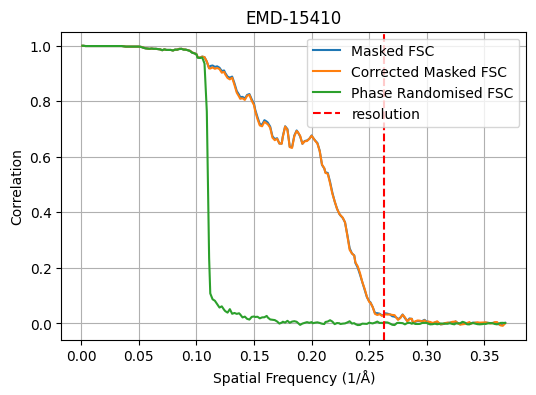 EMD-15410
Masked FSC
Corrected Masked FSC
Phase Randomised FSC
resolution
Correlation
1.0
0.8
0.6
0.4
0.2
0.0
0.00 0.05 0.10 0.15 0.20 0.25 0.30 0.35
Spatial Frequency (1/Å)